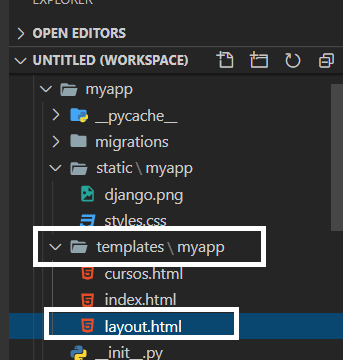 EXPLORER
OPEN EDITORS
UNTITLED (WORKSPACE)
myapp
__pycache__
migrations
static \ myapp
django.png
styles.css
templates \ myapp
cursos.html
index.html
layout.html
__init__.py